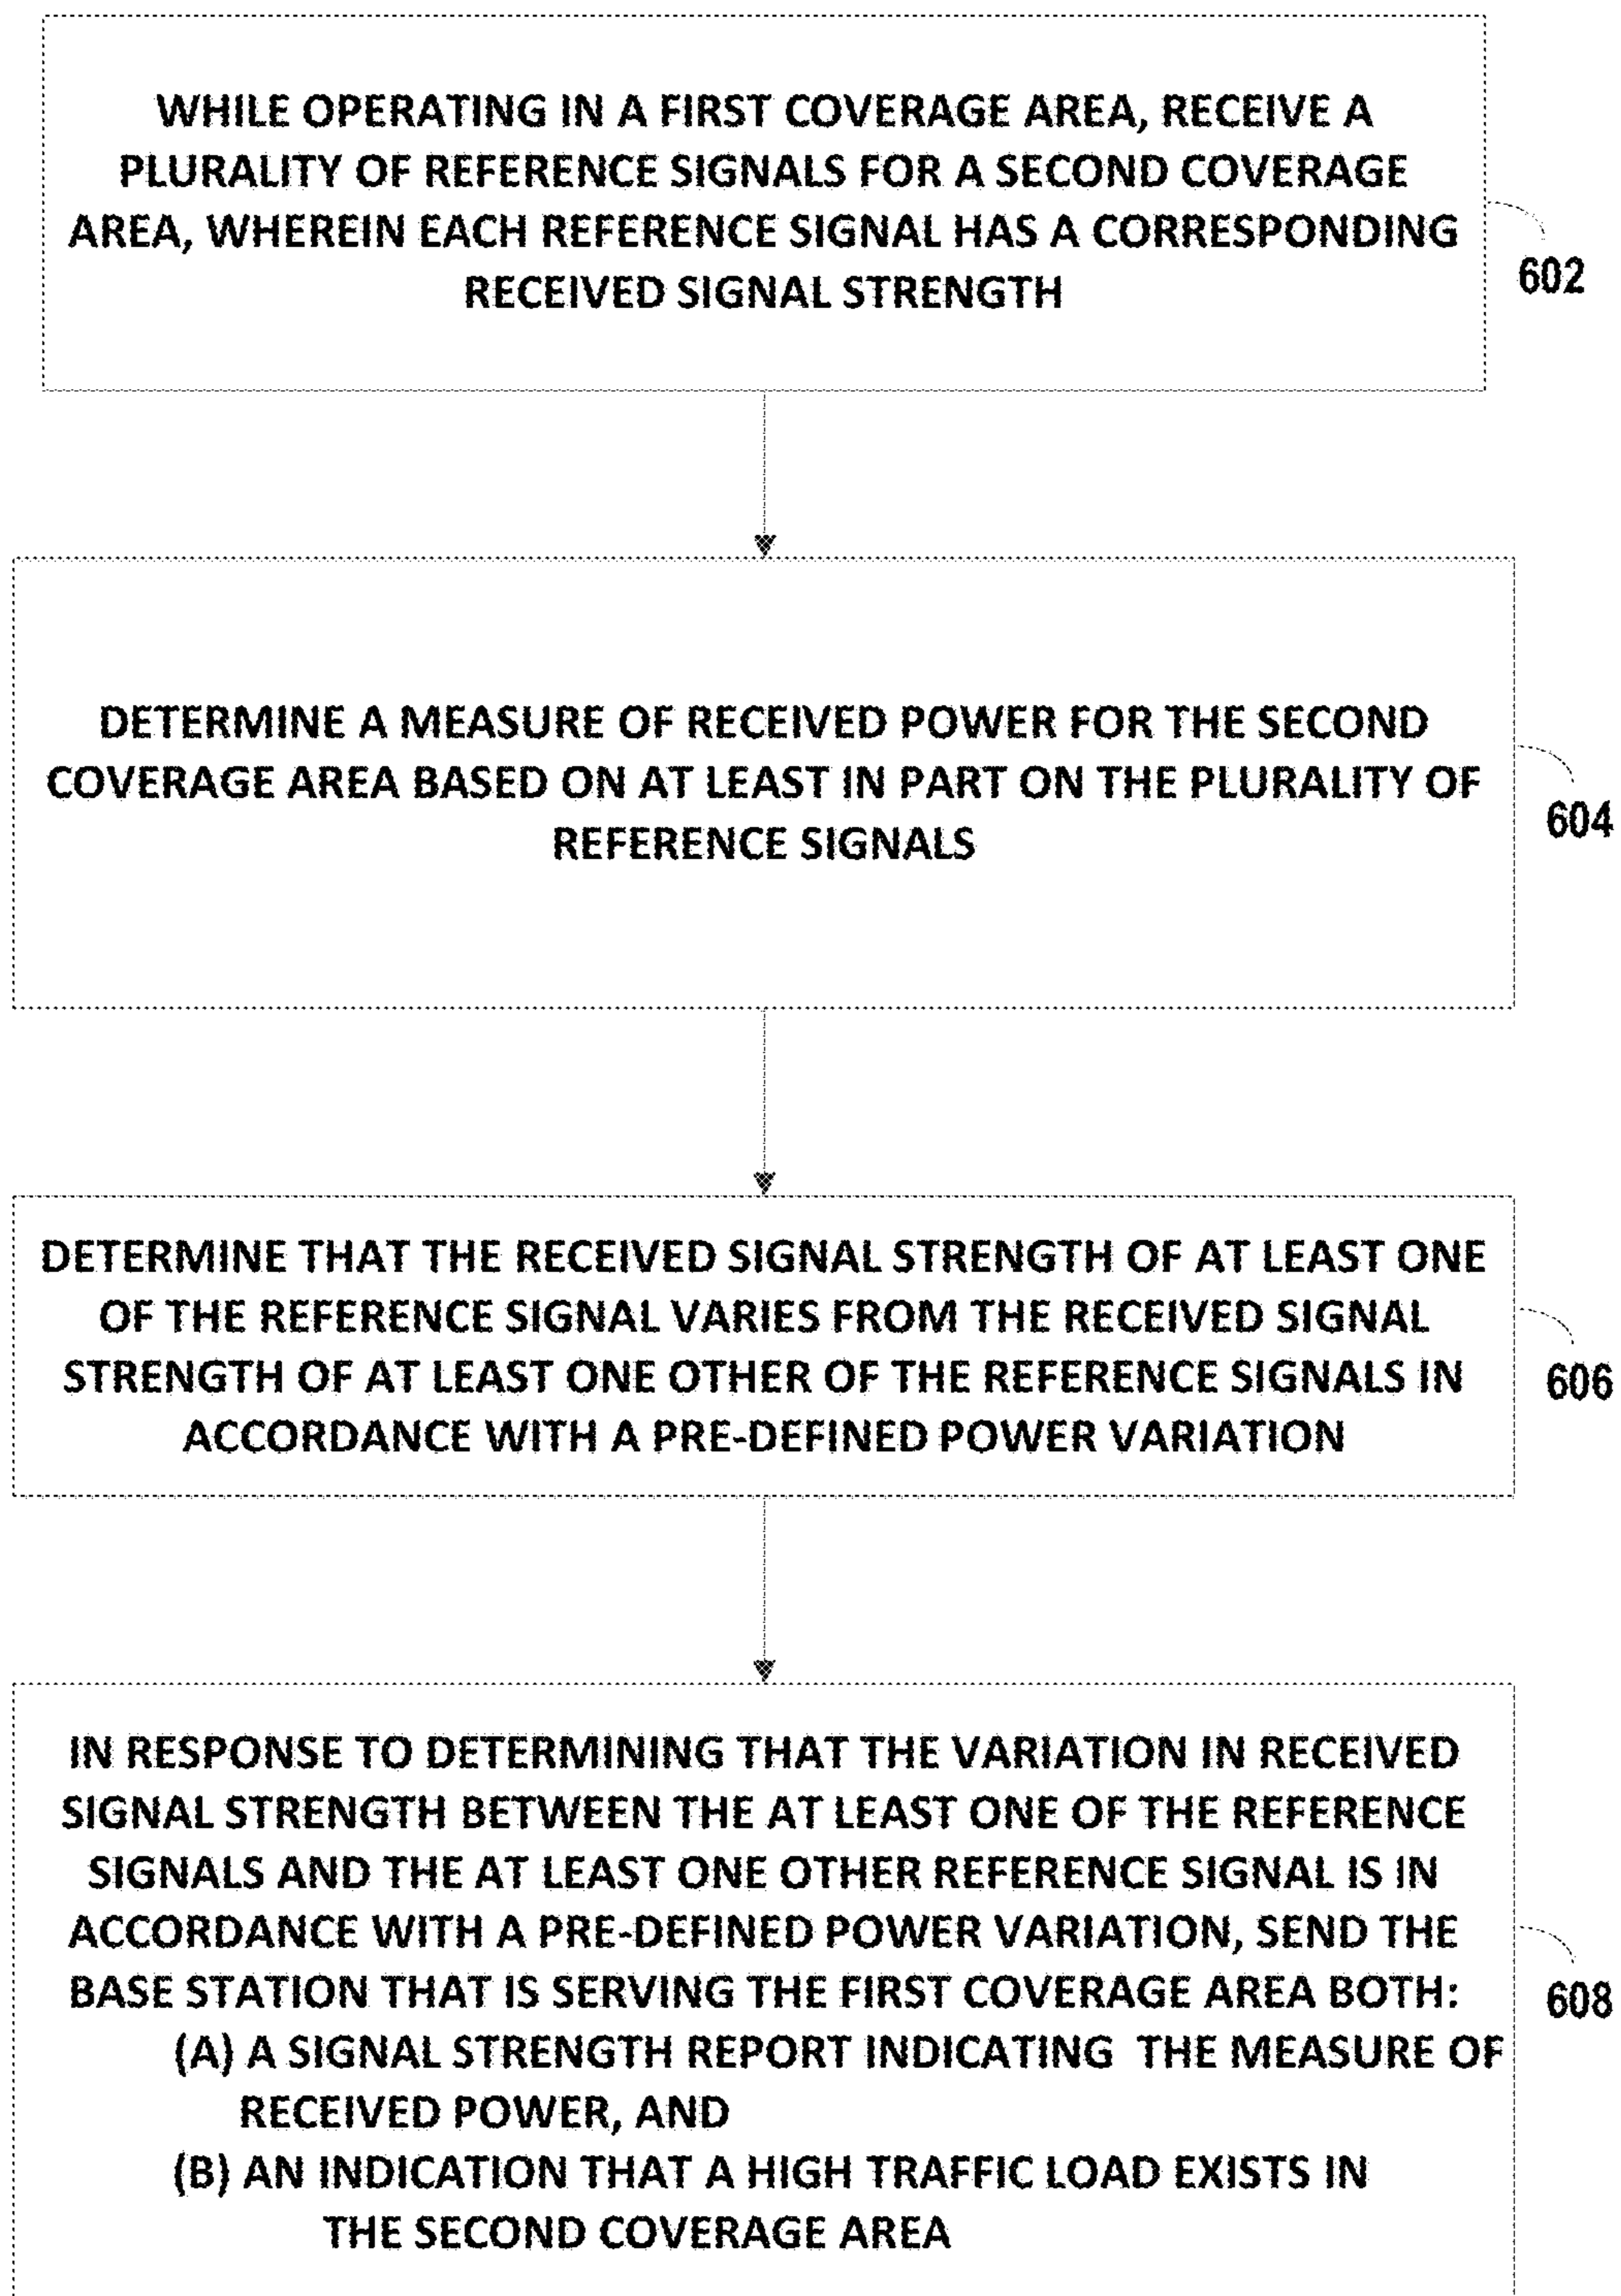 WHILE OPERATING IN A FIRST COVERAGE AREA, RECEIVE A
PLURALITY OF REFERENCE SIGNALS FOR A SECOND COVERAGE
AREA, WHEREIN EACH REFERENCE SIGNAL HAS A CORRESPONDING
RECEIVED SIGNAL STRENGTH
602
DETERMINE A MEASURE OF RECEIVED POWER FOR THE SECOND
COVERAGE AREA BASED ON AT LEAST IN PART ON THE PLURALITY OF
REFERENCE SIGNALS
604
DETERMINE THAT THE RECEIVED SIGNAL STRENGTH OF AT LEAST ONE
OF THE REFERENCE SIGNAL VARIES FROM THE RECEIVED SIGNAL
STRENGTH OF AT LEAST ONE OTHER OF THE REFERENCE SIGNALS IN
ACCORDANCE WITH A PRE-DEFINED POWER VARIATION
606
IN RESPONSE TO DETERMINING THAT THE VARIATION IN RECEIVED
SIGNAL STRENGTH BETWEEN THE AT LEAST ONE OF THE REFERENCE
SIGNALS AND THE AT LEAST ONE OTHER REFERENCE SIGNAL IS IN
ACCORDANCE WITH A PRE-DEFINED POWER VARIATION, SEND THE
BASE STATION THAT IS SERVING THE FIRST COVERAGE AREA BOTH:
(A) A SIGNAL STRENGTH REPORT INDICATING THE MEASURE OF
RECEIVED POWER, AND
(B) AN INDICATION THAT A HIGH TRAFFIC LOAD EXISTS IN
THE SECOND COVERAGE AREA
608